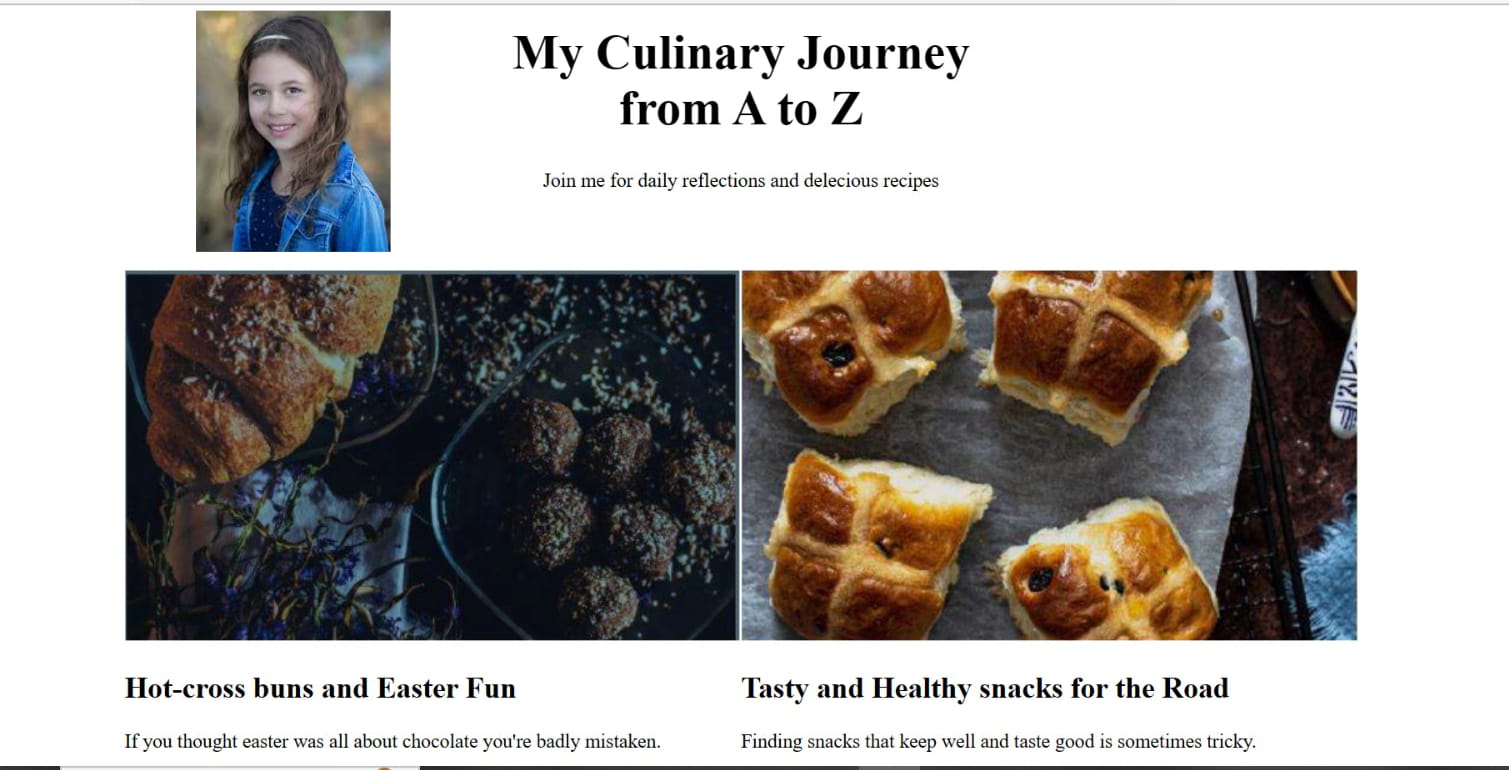 My Culinary Journey
from A to Z
Join me for daily reflections and delecious recipes
Hot-cross buns and Easter Fun
If you thought easter was all about chocolate you're badly mistaken.
Tasty and Healthy snacks for the Road
Finding snacks that keep well and taste good is sometimes tricky.